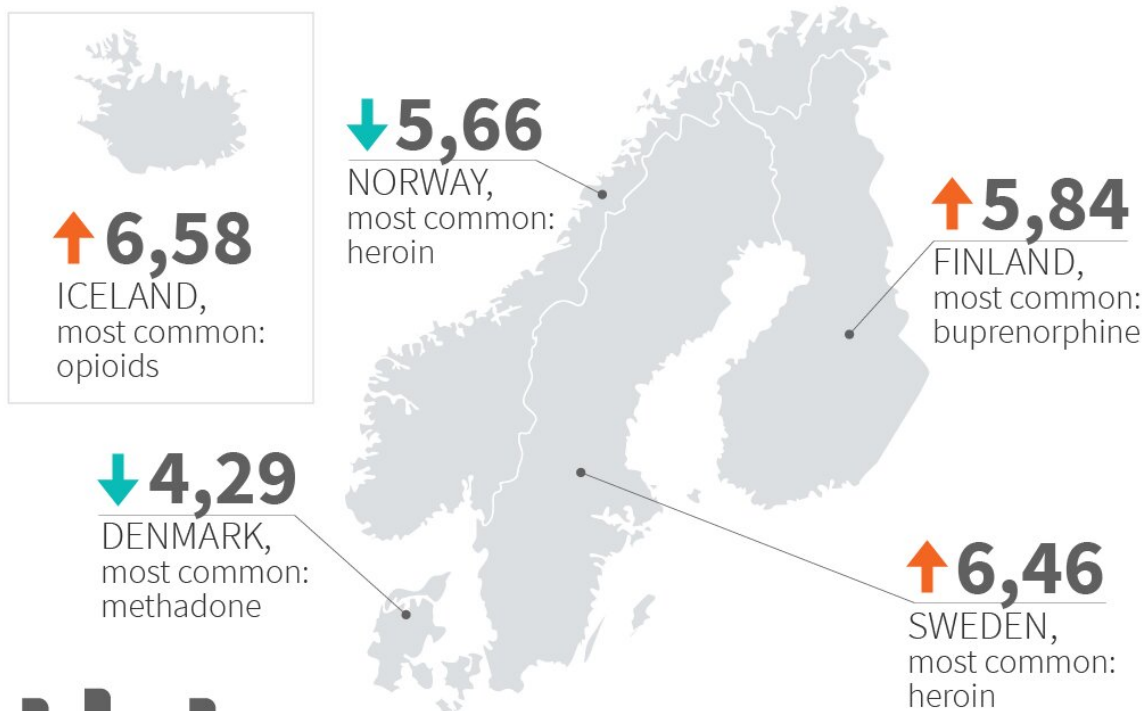 5,66
NORWAY,
most common:
heroin
6,58
ICELAND,
most common:
opioids
5,84
FINLAND,
most common:
buprenorphine
4,29
DENMARK,
most common:
methadone
6,46
SWEDEN,
most common:
heroin